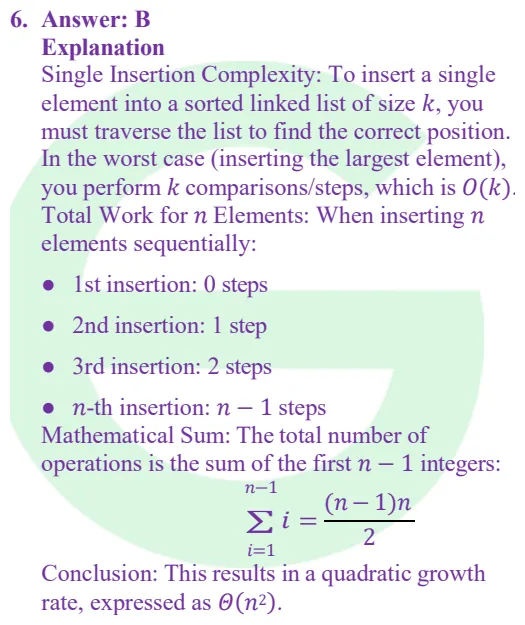 6. Answer: B
Explanation
Single Insertion Complexity: To insert a single
element into a sorted linked list of size k, you
must traverse the list to find the correct position.
In the worst case (inserting the largest element),
you perform k comparisons/steps, which is O(k).
Total Work for n Elements: When inserting n
elements sequentially:
● 1st insertion: 0 steps
● 2nd insertion: 1 step
● 3rd insertion: 2 steps
● n-th insertion: n − 1 steps
Mathematical Sum: The total number of
operations is the sum of the first n − 1 integers:
n−1
∑ i = (n − 1)n / 2
i=1
Conclusion: This results in a quadratic growth
rate, expressed as Θ(n²).